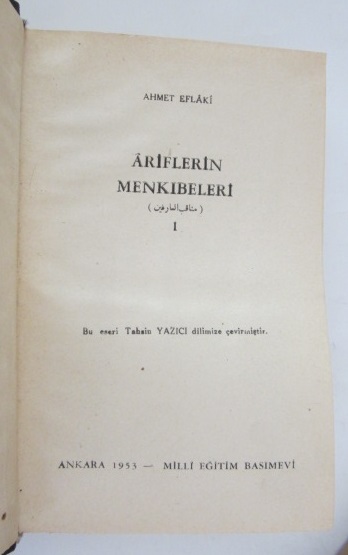 AHMET EFLÂKİ
ÂRİFLERİN
MENKIBELERİ
( مناقب العارفين )
I
Bu eseri Tahsin YAZICI dilimize çevirmiştir.
ANKARA 1953 — MİLLÎ EĞİTİM BASIMEVİ